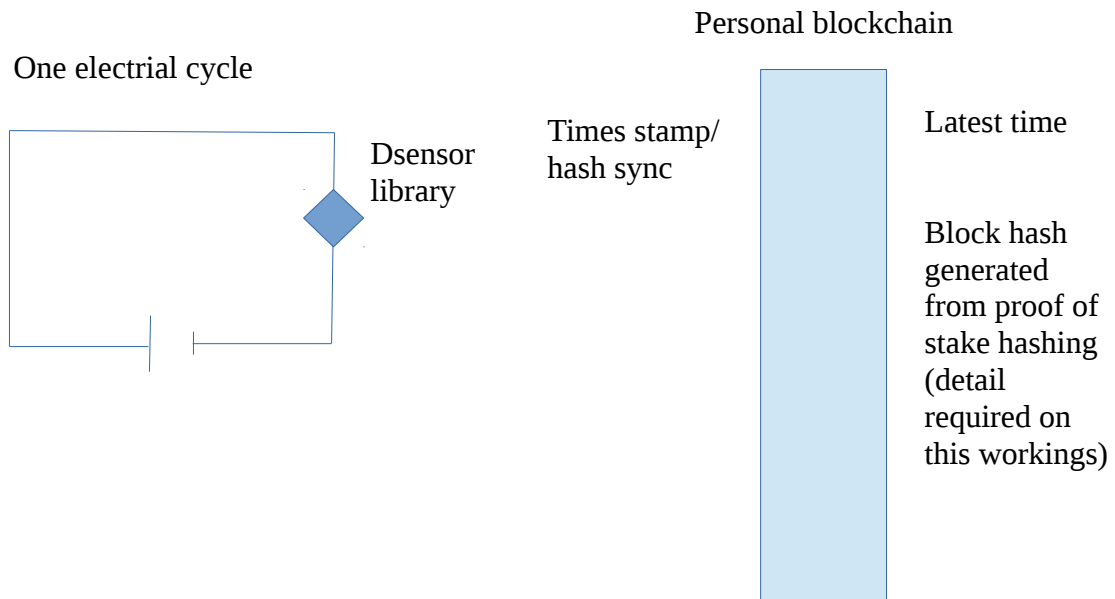 Personal blockchain
One electrial cycle
Dsensor
library
Times stamp/
hash sync
Latest time
Block hash
generated
from proof of
stake hashing
(detail
required on
this workings)